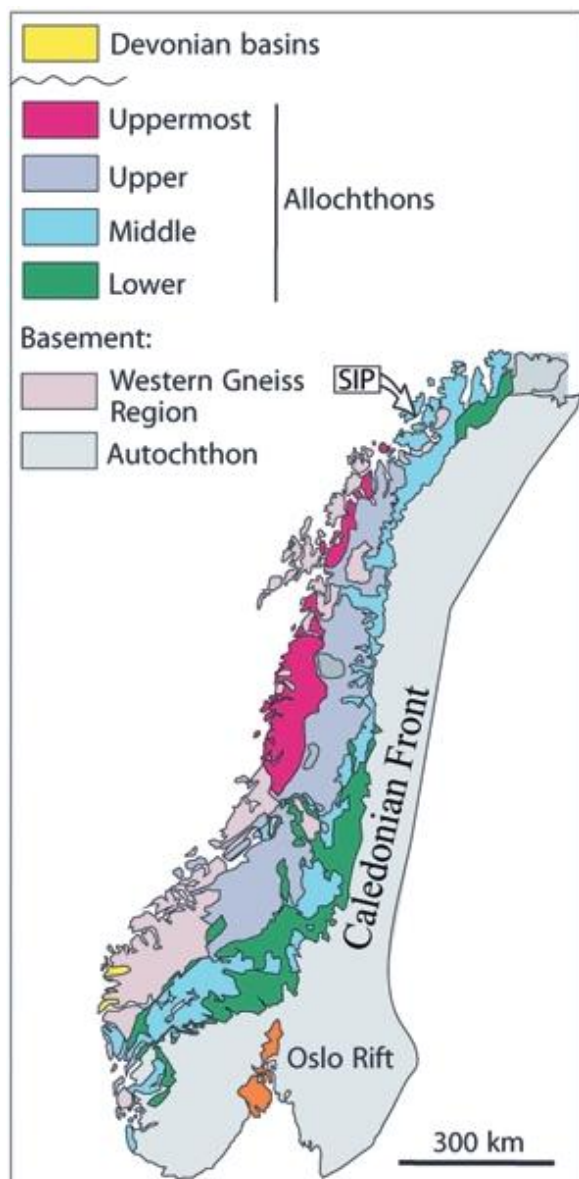 Devonian basins
Uppermost
Upper
Allochthons
Middle
Lower
Basement:
Western Gneiss
Region
Autochthon
SIP
Caledonian Front
Oslo Rift
300 km